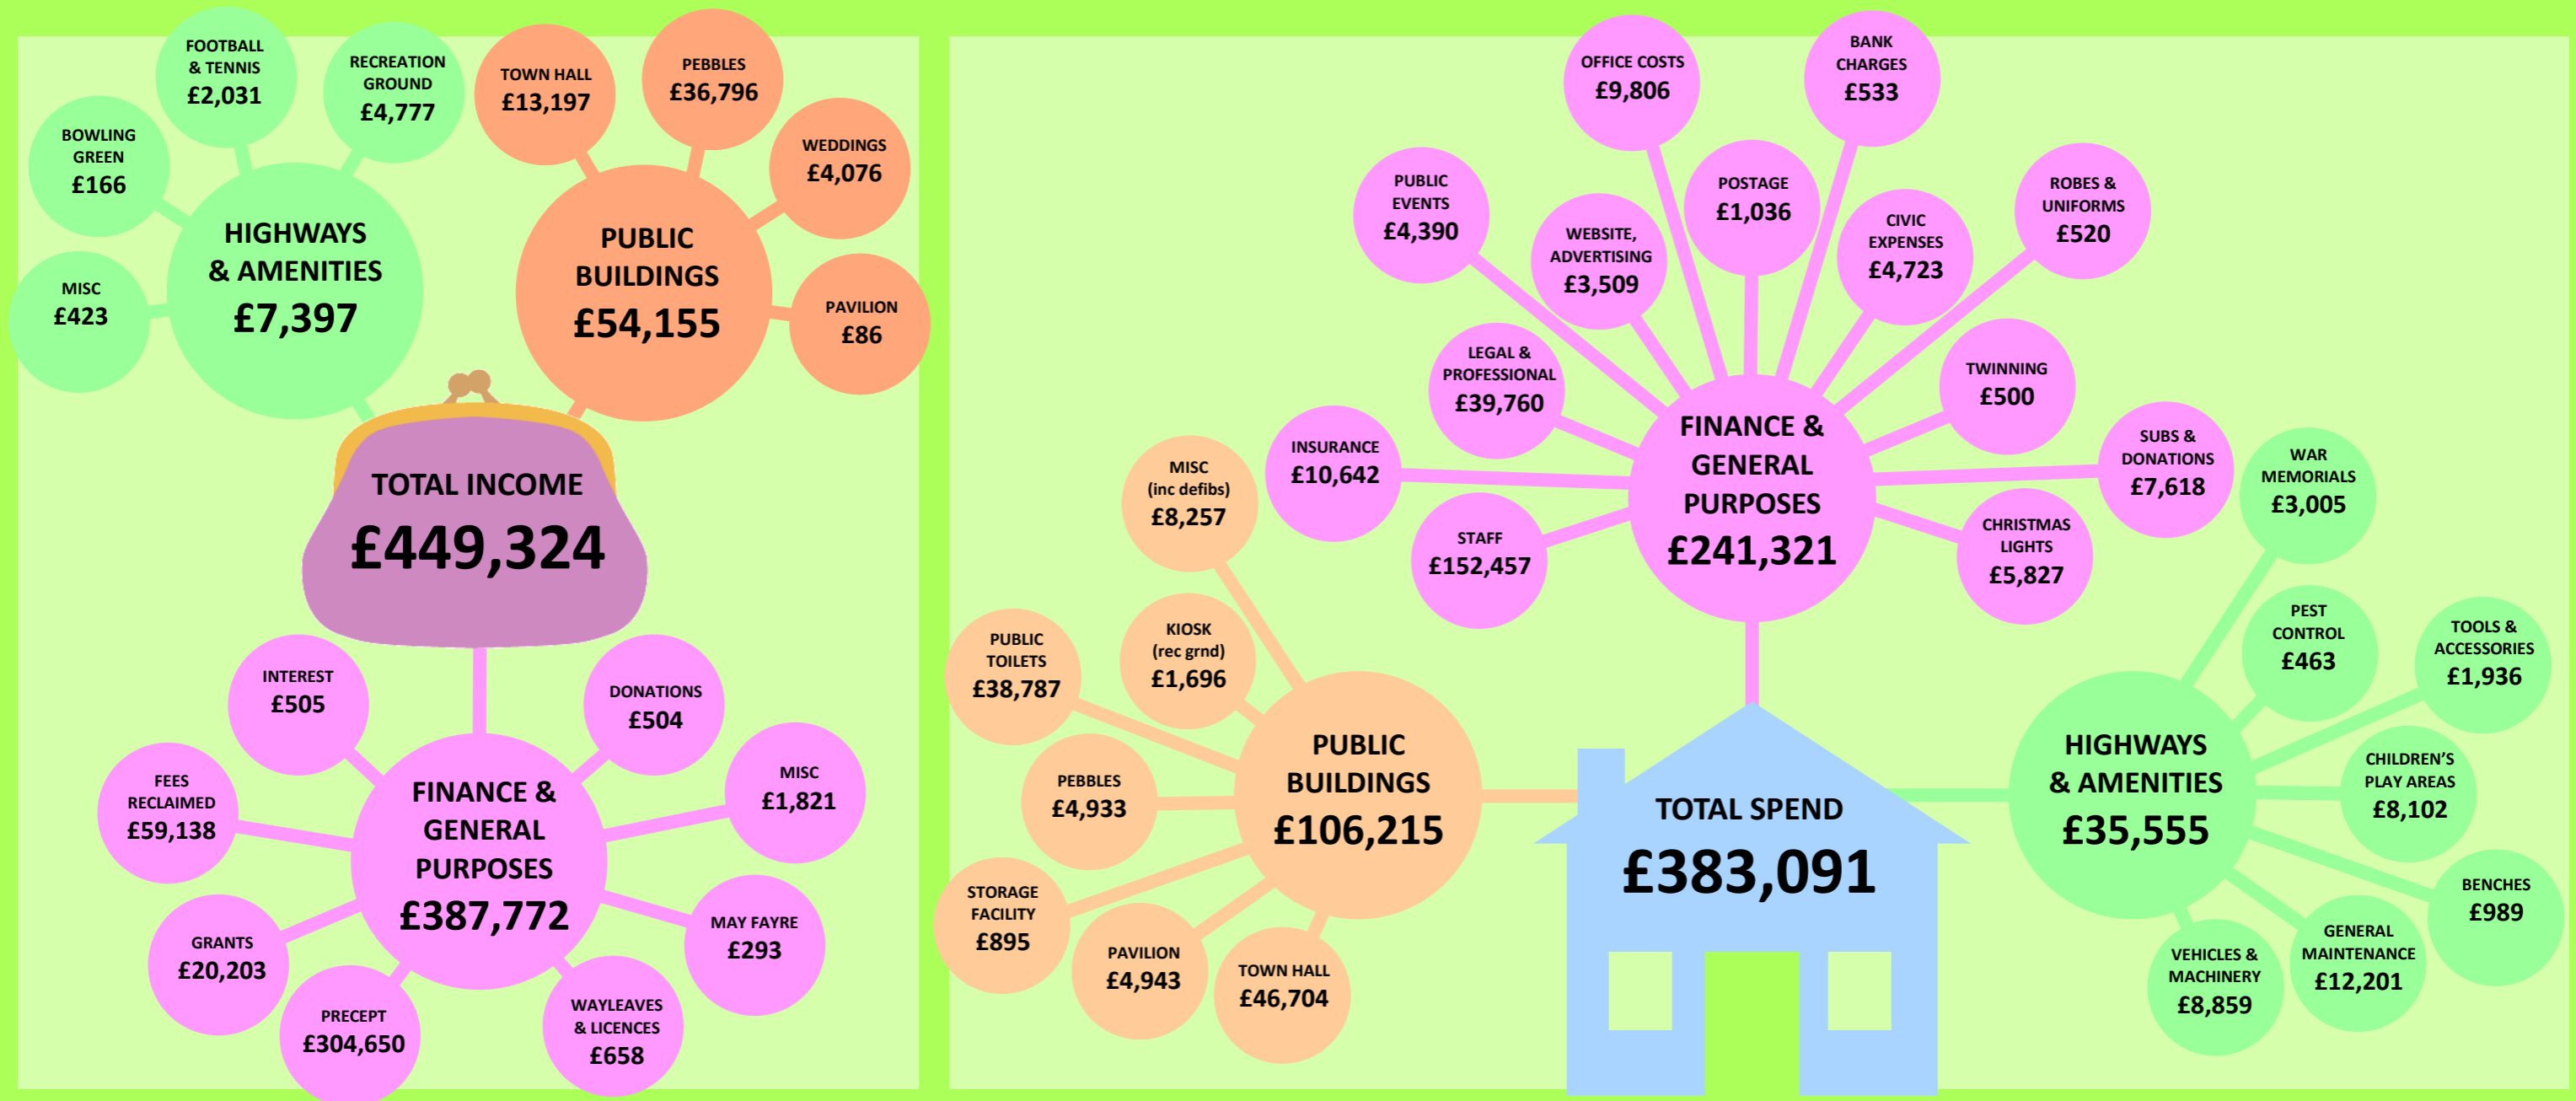 FOOTBALL
& TENNIS
£2,031
RECREATION
GROUND
£4,777
BOWLING
GREEN
£166
MISC
£423
HIGHWAYS
& AMENITIES
£7,397
TOWN HALL
£13,197
PEBBLES
£36,796
WEDDINGS
£4,076
PAVILION
£86
PUBLIC
BUILDINGS
£54,155
TOTAL INCOME
£449,324
INTEREST
£505
DONATIONS
£504
FEES
RECLAIMED
£59,138
MISC
£1,821
FINANCE &
GENERAL
PURPOSES
£387,772
GRANTS
£20,203
MAY FAYRE
£293
PRECEPT
£304,650
WAYLEAVES
& LICENCES
£658
OFFICE COSTS
£9,806
BANK
CHARGES
£533
PUBLIC
EVENTS
£4,390
WEBSITE,
ADVERTISING
£3,509
POSTAGE
£1,036
CIVIC
EXPENSES
£4,723
ROBES &
UNIFORMS
£520
LEGAL &
PROFESSIONAL
£39,760
TWINNING
£500
INSURANCE
£10,642
SUBS &
DONATIONS
£7,618
STAFF
£152,457
CHRISTMAS
LIGHTS
£5,827
FINANCE &
GENERAL
PURPOSES
£241,321
MISC
(inc defibs)
£8,257
PUBLIC
TOILETS
£38,787
KIOSK
(rec grnd)
£1,696
PEBBLES
£4,933
STORAGE
FACILITY
£895
PAVILION
£4,943
TOWN HALL
£46,704
PUBLIC
BUILDINGS
£106,215
TOTAL SPEND
£383,091
HIGHWAYS
& AMENITIES
£35,555
WAR
MEMORIALS
£3,005
PEST
CONTROL
£463
TOOLS &
ACCESSORIES
£1,936
CHILDREN'S
PLAY AREAS
£8,102
BENCHES
£989
GENERAL
MAINTENANCE
£12,201
VEHICLES &
MACHINERY
£8,859